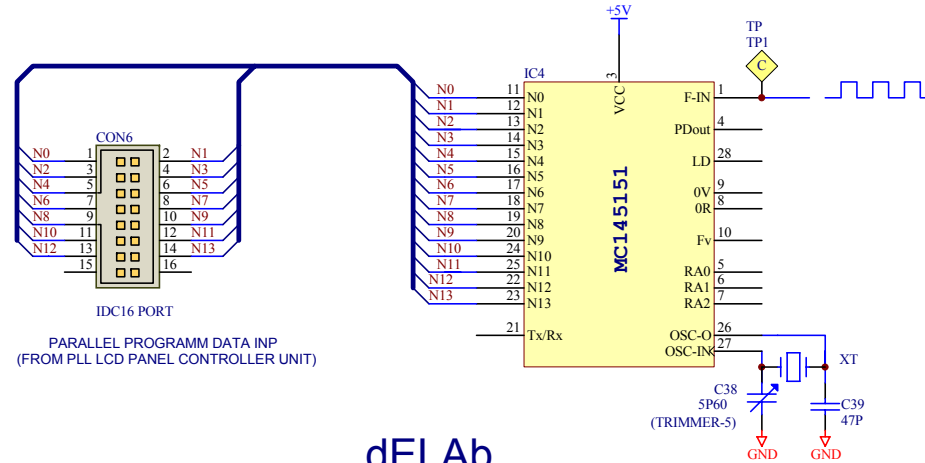 +5V
TP
TP1
C
IC4
3
VCC
N0 11 N0 F-IN 1
N1 12 N1
N2 13 N2 PDout 4
N3 14 N3
N4 15 N4 LD 28
N5 16 N5
N6 17 N6 0V 9
N7 18 N7 0R 8
N8 19 N8
N9 20 N9 Fv 10
N10 24 N10
N11 25 N11 RA0 5
N12 22 N12 RA1 6
N13 23 N13 RA2 7
21 Tx/Rx OSC-O 26
OSC-IN 27
MC145151
CON6
N0 1 2 N1
N2 3 4 N3
N4 5 6 N5
N6 7 8 N7
N8 9 10 N9
N10 11 12 N11
N12 13 14 N13
15 16
IDC16 PORT
PARALLEL PROGRAMM DATA INP
(FROM PLL LCD PANEL CONTROLLER UNIT)
XT
C38
5P60
(TRIMMER-5)
C39
47P
GND GND
dELAb